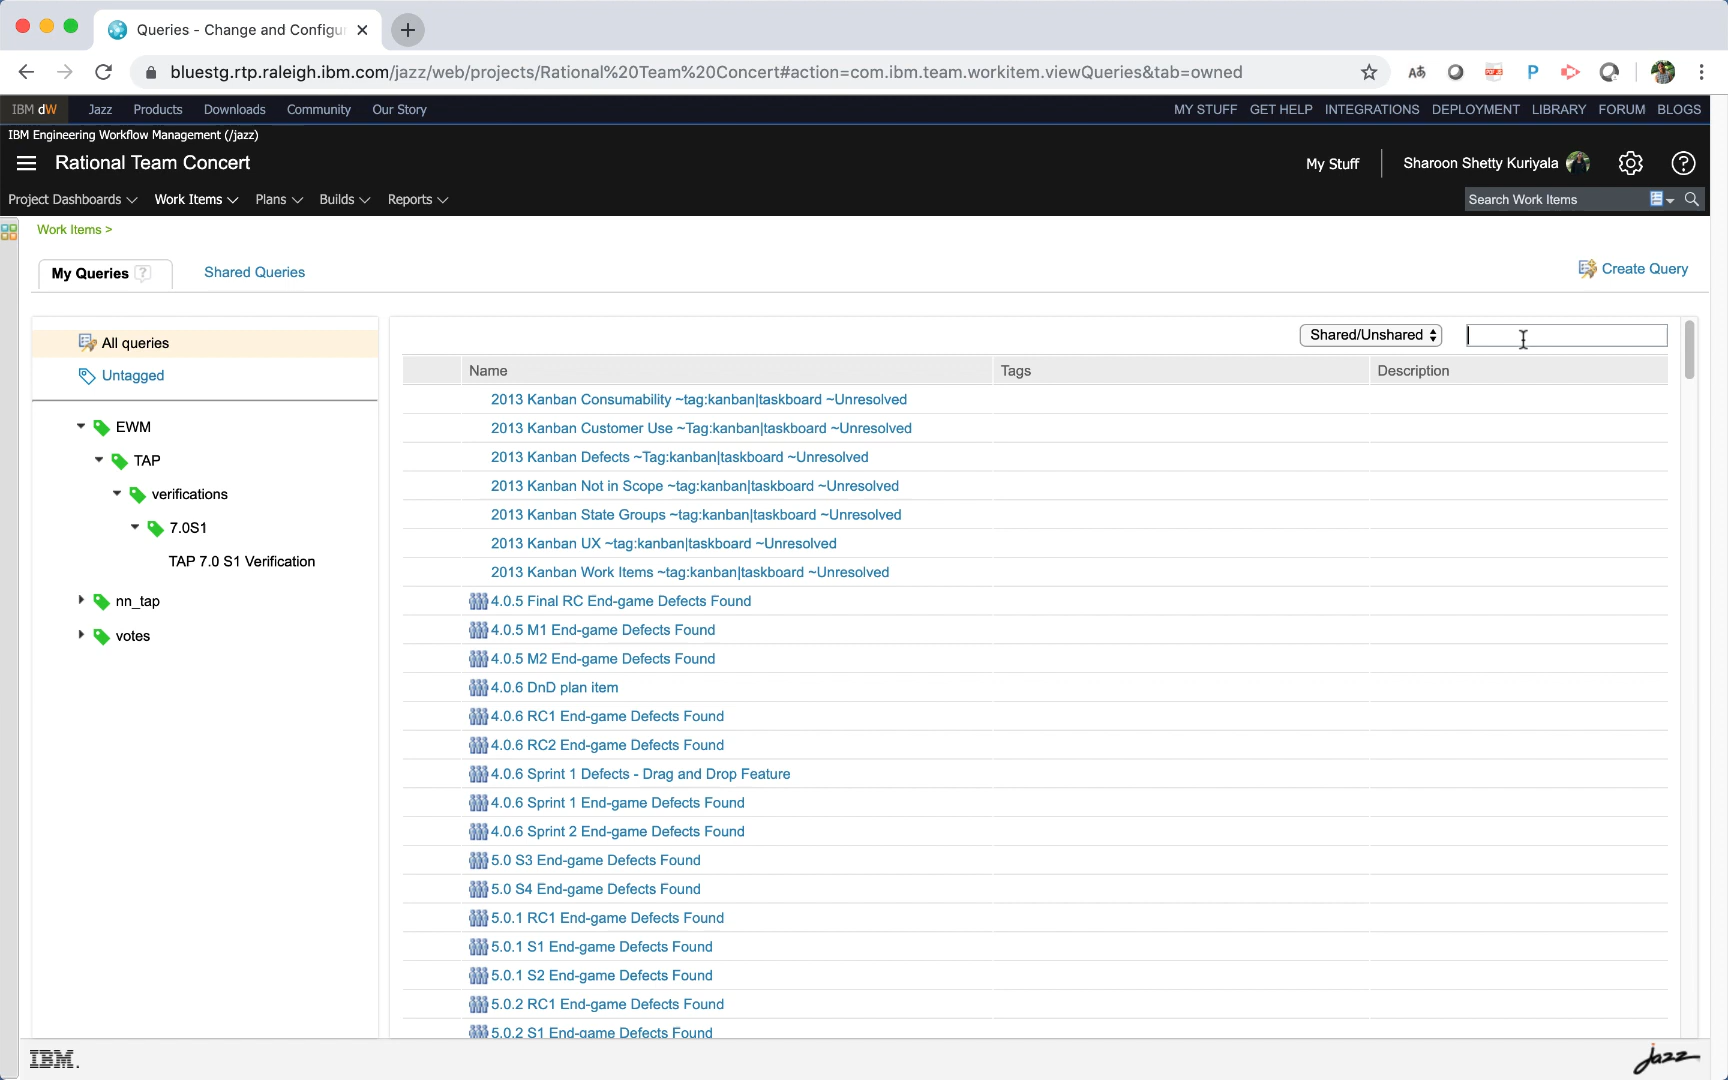 Queries - Change and Configur
bluestg.rtp.raleigh.ibm.com/jazz/web/projects/Rational%20Team%20Concert#action=com.ibm.team.workitem.viewQueries&tab=owned
IBM dW Jazz Products Downloads Community Our Story MY STUFF GET HELP INTEGRATIONS DEPLOYMENT LIBRARY FORUM BLOGS
IBM Engineering Workflow Management (/jazz)
Rational Team Concert My Stuff Sharoon Shetty Kuriyala
Project Dashboards Work Items Plans Builds Reports Search Work Items
Work Items >
My Queries ? Shared Queries Create Query
All queries
Untagged
EWM
TAP
verifications
7.0S1
TAP 7.0 S1 Verification
nn_tap
votes
Shared/Unshared
Name Tags Description
2013 Kanban Consumability ~tag:kanban|taskboard ~Unresolved
2013 Kanban Customer Use ~Tag:kanban|taskboard ~Unresolved
2013 Kanban Defects ~Tag:kanban|taskboard ~Unresolved
2013 Kanban Not in Scope ~tag:kanban|taskboard ~Unresolved
2013 Kanban State Groups ~tag:kanban|taskboard ~Unresolved
2013 Kanban UX ~tag:kanban|taskboard ~Unresolved
2013 Kanban Work Items ~tag:kanban|taskboard ~Unresolved
4.0.5 Final RC End-game Defects Found
4.0.5 M1 End-game Defects Found
4.0.5 M2 End-game Defects Found
4.0.6 DnD plan item
4.0.6 RC1 End-game Defects Found
4.0.6 RC2 End-game Defects Found
4.0.6 Sprint 1 Defects - Drag and Drop Feature
4.0.6 Sprint 1 End-game Defects Found
4.0.6 Sprint 2 End-game Defects Found
5.0 S3 End-game Defects Found
5.0 S4 End-game Defects Found
5.0.1 RC1 End-game Defects Found
5.0.1 S1 End-game Defects Found
5.0.1 S2 End-game Defects Found
5.0.2 RC1 End-game Defects Found
5.0.2 S1 End-game Defects Found
IBM. jazz